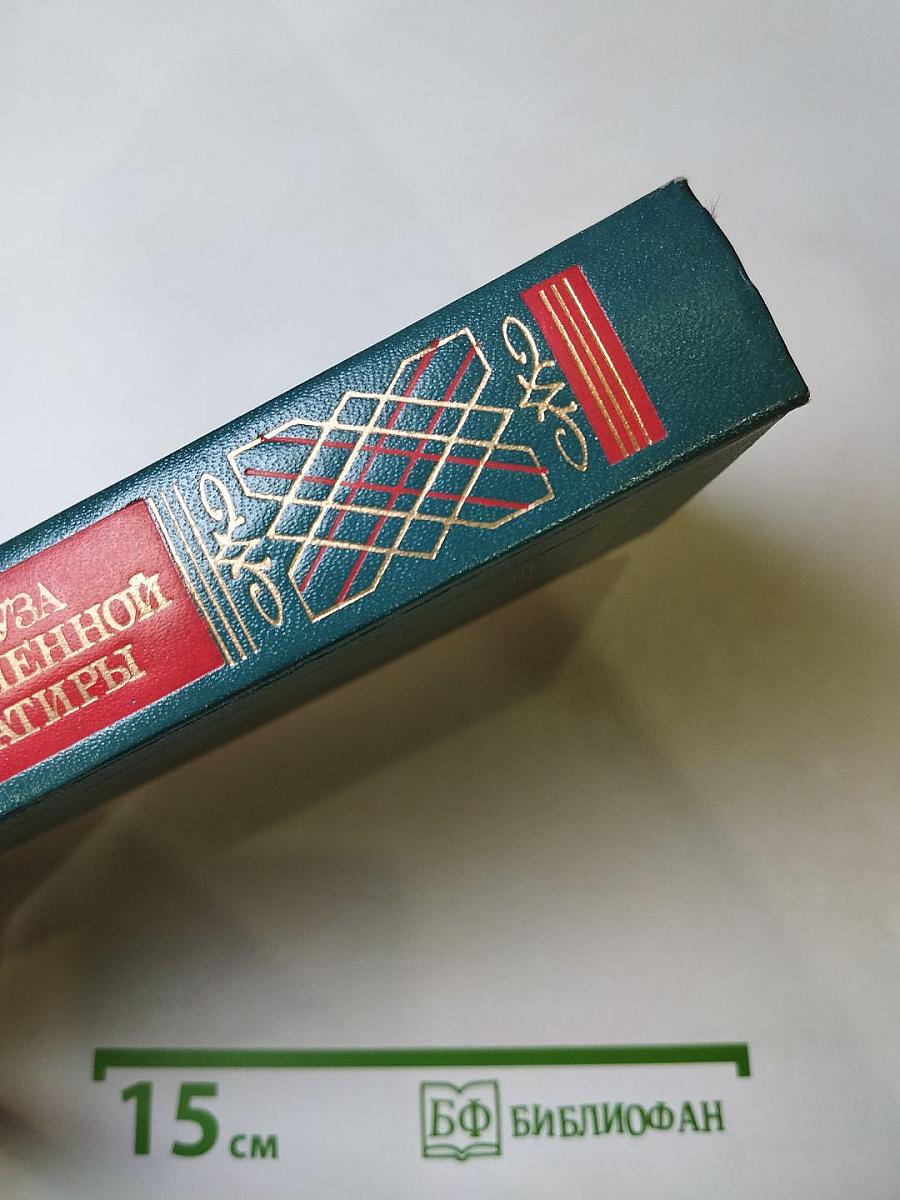 УЗА
ЛЕННОЙ
АТИРЫ
15 см
БФ БИБЛИОФАН